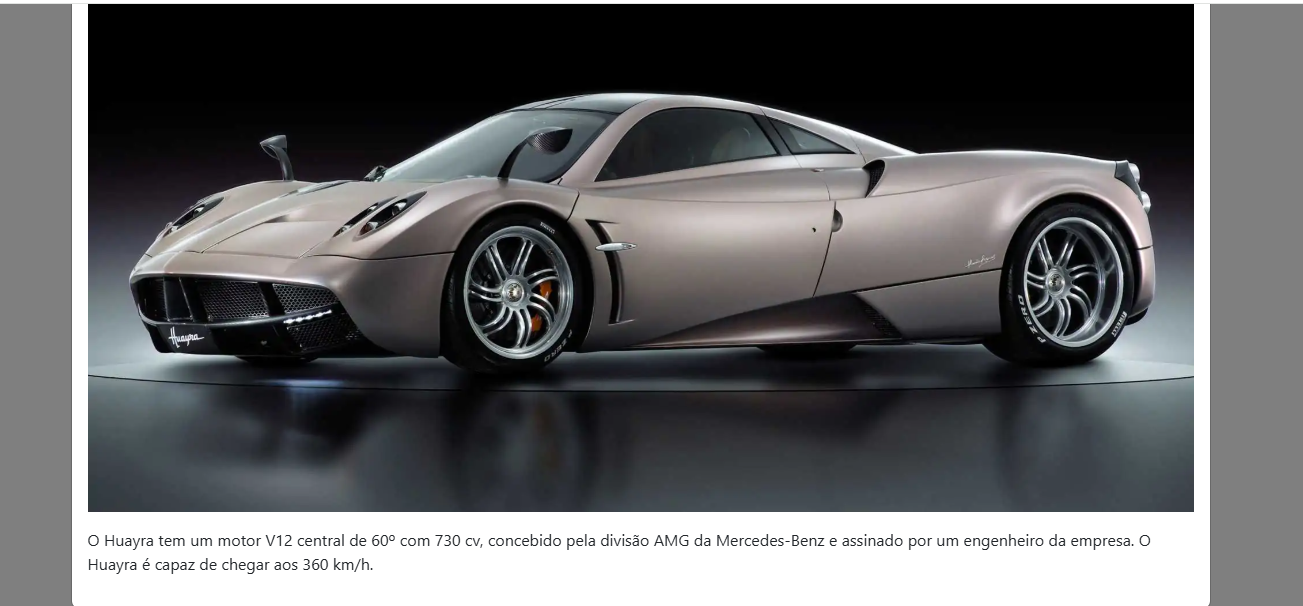 Huayra
PIRELLI
P ZERO
P ZERO
PIRELLI
O Huayra tem um motor V12 central de 60º com 730 cv, concebido pela divisão AMG da Mercedes-Benz e assinado por um engenheiro da empresa. O
Huayra é capaz de chegar aos 360 km/h.